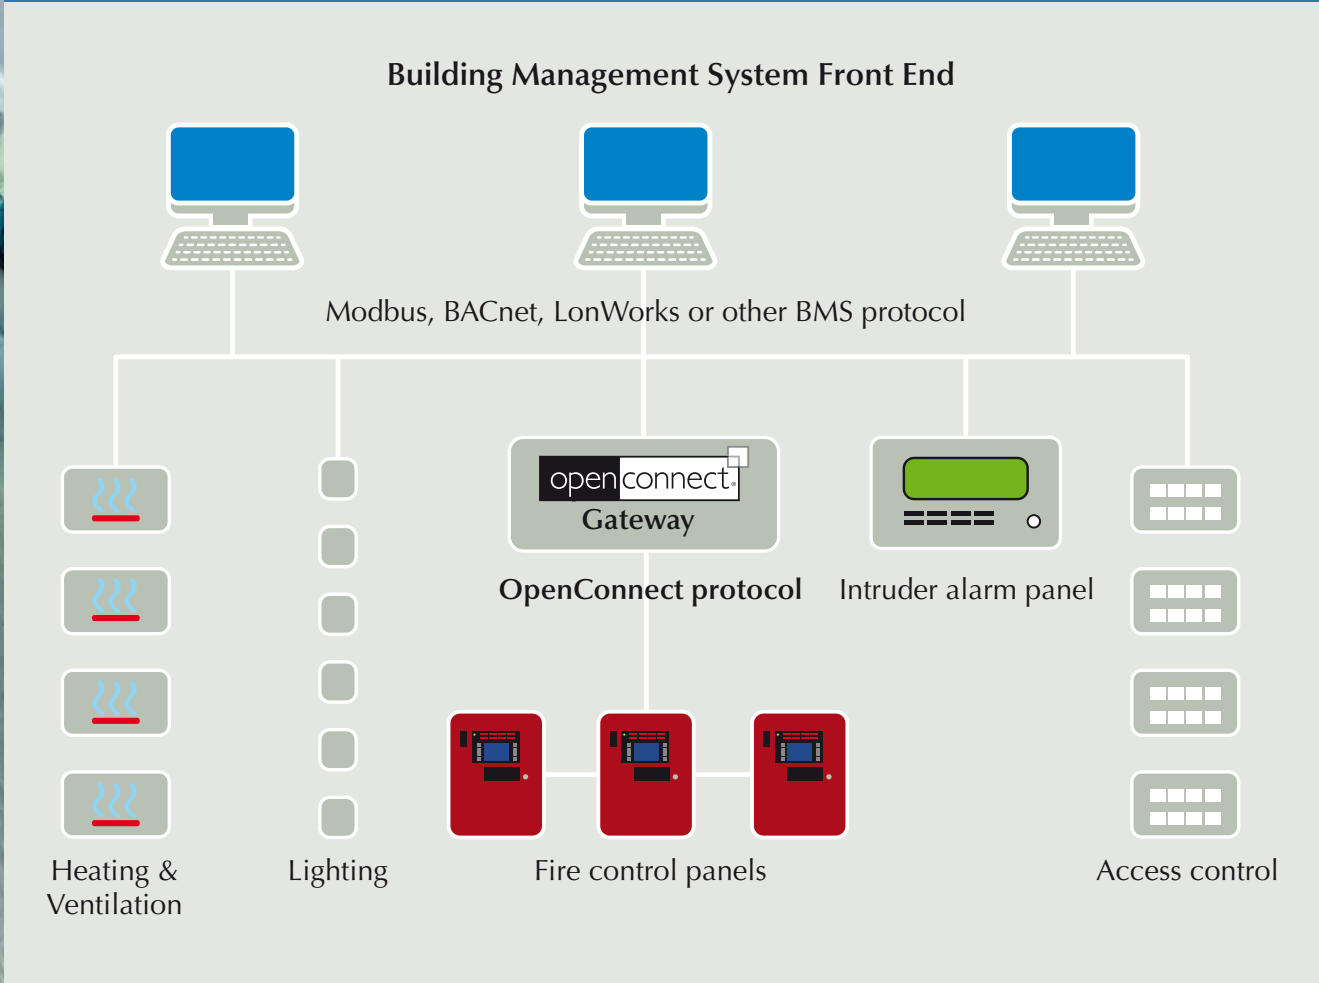 Building Management System Front End
Modbus, BACnet, LonWorks or other BMS protocol
openconnect
Gateway
OpenConnect protocol
Intruder alarm panel
Heating &
Ventilation
Lighting
Fire control panels
Access control